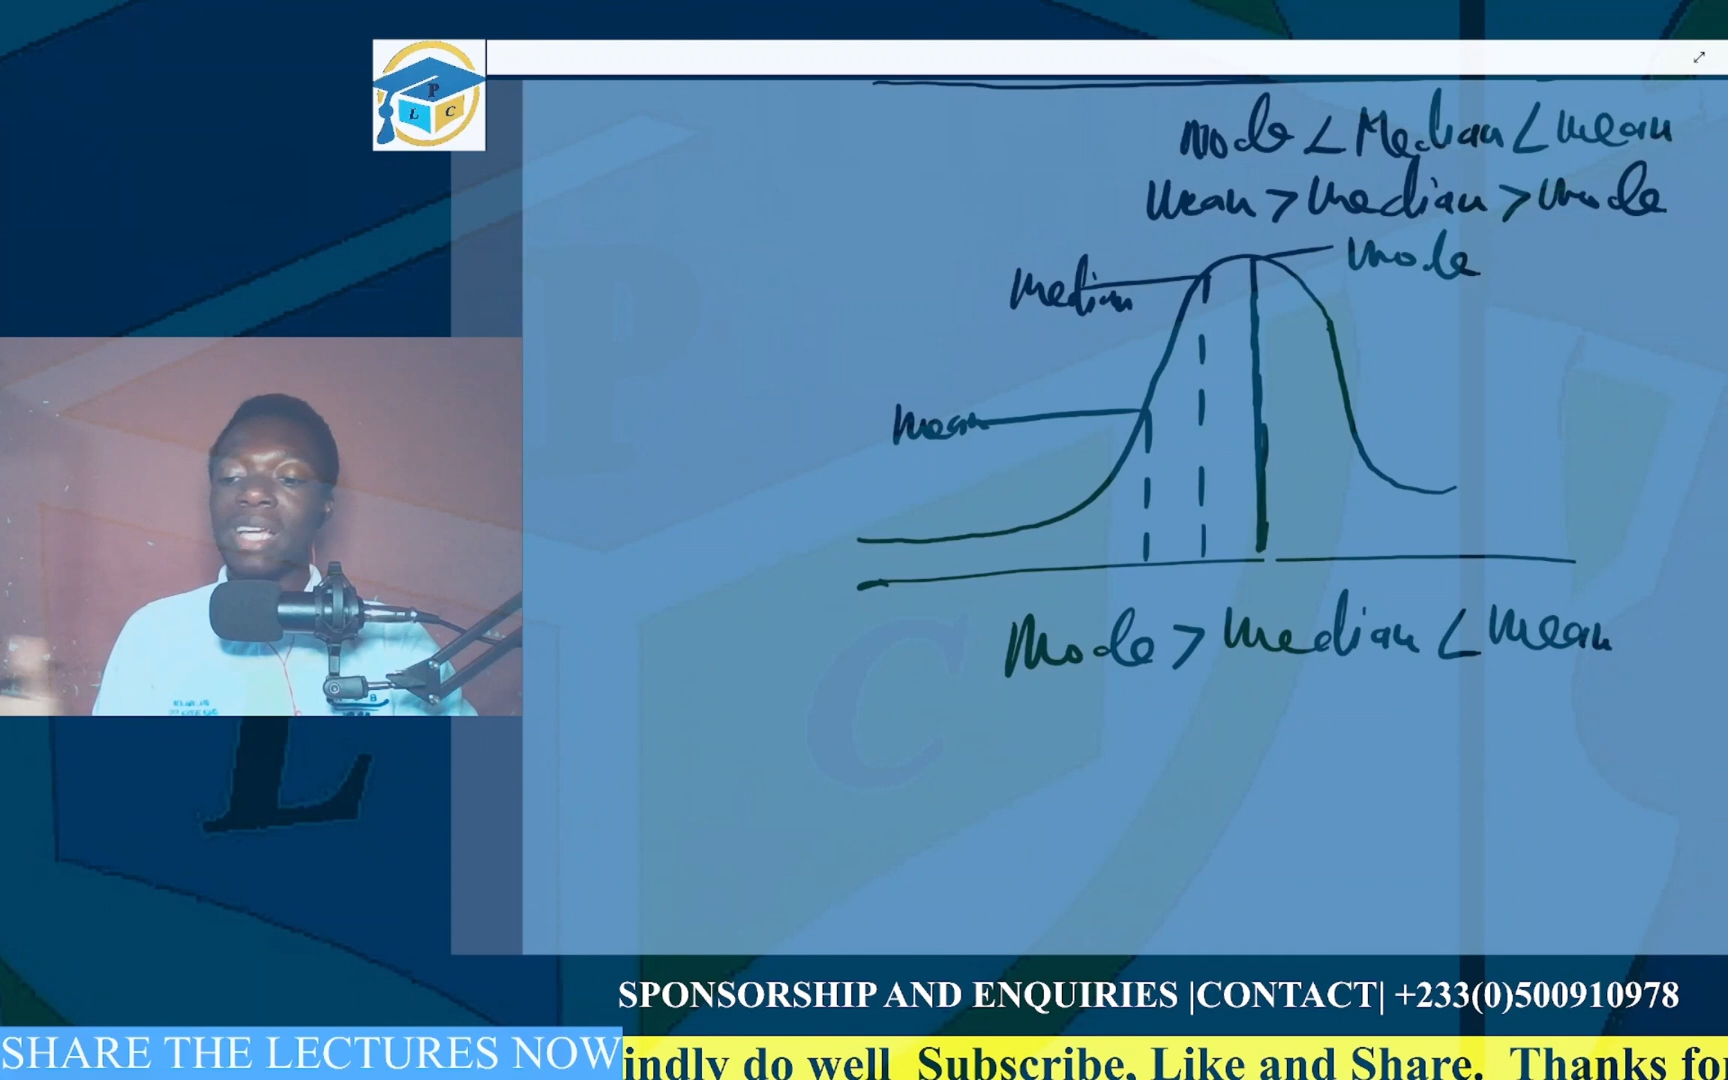 P
L C
Mode < Median < mean
Mean > median > mode
mode
Median
mean
Mode > median < mean
P
C
L
SPONSORSHIP AND ENQUIRIES |CONTACT| +233(0)500910978
SHARE THE LECTURES NOW
indly do well Subscribe, Like and Share. Thanks fo